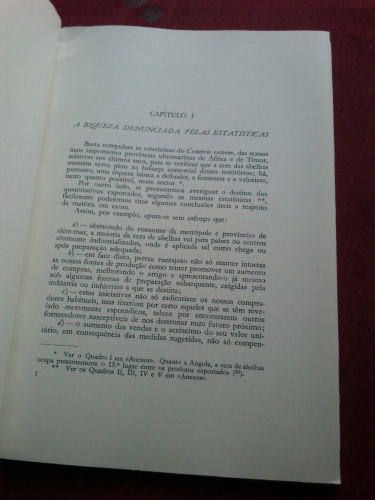 CAPÍTULO I
A RIQUEZA DENUNCIADA PELAS ESTATÍSTICAS
Basta compulsar as estatísticas do Comércio externo, das nossas
mais importantes províncias ultramarinas de África e de Timor,
relativas aos últimos anos, para se verificar que a cera das abelhas
mantém certo peso na balança comercial desses territórios; há,
portanto, uma riqueza básica a defender, a fomentar e a valorizar,
tanto quanto possível, neste sector *.
Por outro lado, se procurarmos averiguar o destino dos
quantitativos exportados, segundo as mesmas estatísticas **,
fàcilmente poderemos tirar algumas conclusões úteis a respeito
da matéria em causa.
Assim, por exemplo, apura-se sem esforço que:
a) — abstraindo do consumo da metrópole e províncias de
além-mar, a maioria da cera de abelhas vai para países ou centros
altamente industrializados, onde é aplicada tal como chega ou
após preparação adequada;
b) — em face disto, parece vantajoso não só manter intactas
as nossas fontes de produção como tentar promover um aumento
de compras, melhorando o artigo e apresentando-o já mesmo
sob algumas formas de preparação subsequente, exigidas pela
indústria ou indústrias a que se destina;
c) — estas iniciativas não só radicariam os nossos compra-
dores habituais, mas fixariam por certo aqueles que se têm reve-
lado meramente esporádicos, talvez por encontrarem outros
fornecedores susceptíveis de nos destronar num futuro próximo;
d) — o aumento das vendas e o acréscimo do seu valor uni-
tário, em consequência das medidas sugeridas, não só compen-
* Ver o Quadro I em «Anexos». Quanto a Angola, a cera de abelhas
ocupa presentemente o 15.º lugar entre os produtos exportados (29).
** Ver os Quadros II, III, IV e V em «Anexos».